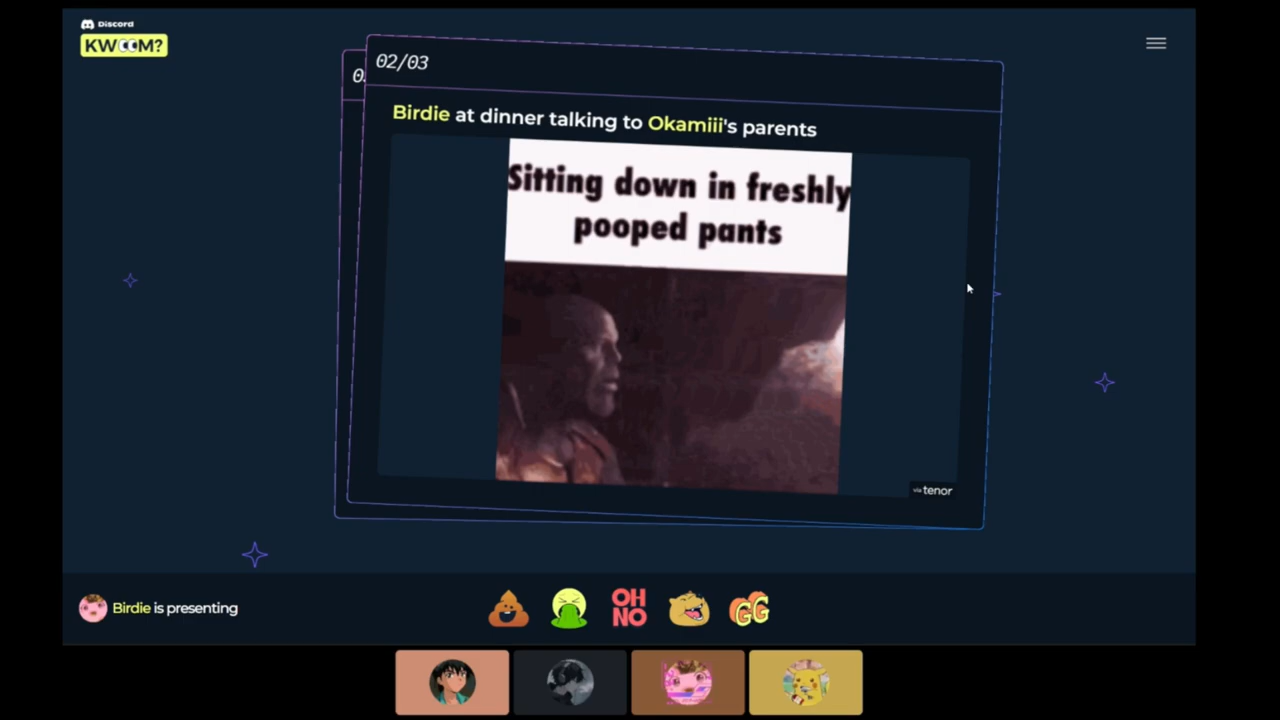 Discord
KWOOM?
02/03
Birdie at dinner talking to Okamiii's parents
Sitting down in freshly
pooped pants
via tenor
Birdie is presenting
OH
NO
GG